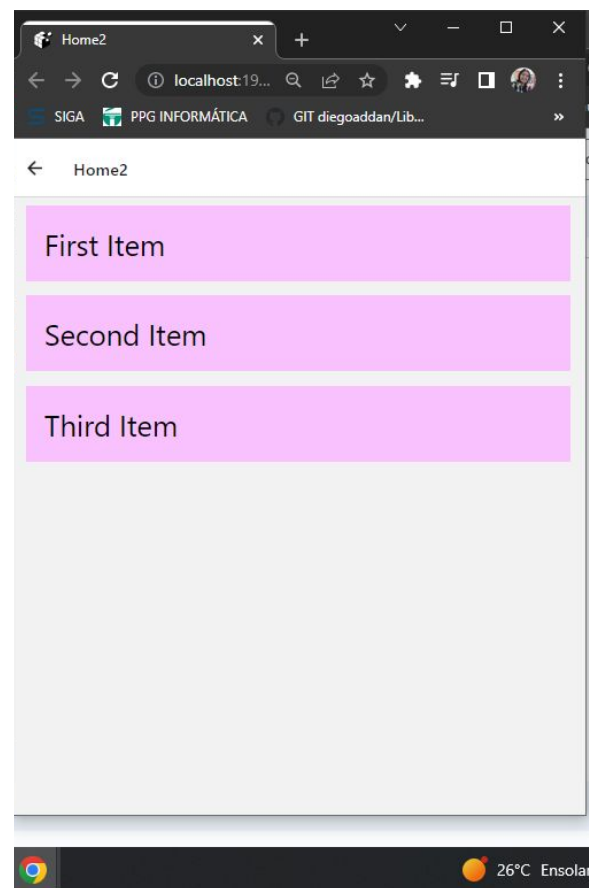 Home2
localhost:19...
SIGA PPG INFORMÁTICA GIT diegoaddan/Lib... »
Home2
First Item
Second Item
Third Item
26°C Ensolar